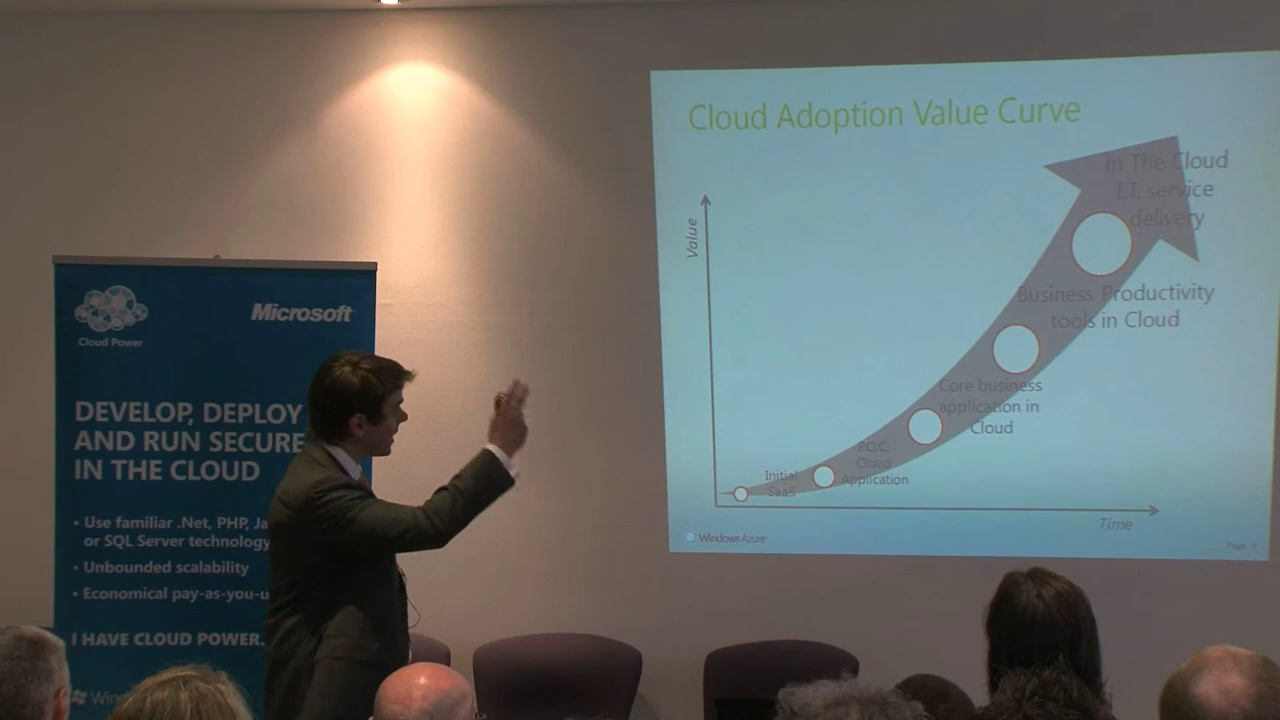 Cloud Power
Microsoft
DEVELOP, DEPLOY
AND RUN SECURE
IN THE CLOUD
• Use familiar .Net, PHP, Ja
or SQL Server technology
• Unbounded scalability
• Economical pay-as-you-u
I HAVE CLOUD POWER.
Wind
Cloud Adoption Value Curve
Value
In The Cloud
I.T. service
delivery
Business Productivity
tools in Cloud
Core business
application in
Cloud
P.O.C.
Cloud
Application
Initial
SaaS
Time
Windows Azure
Page